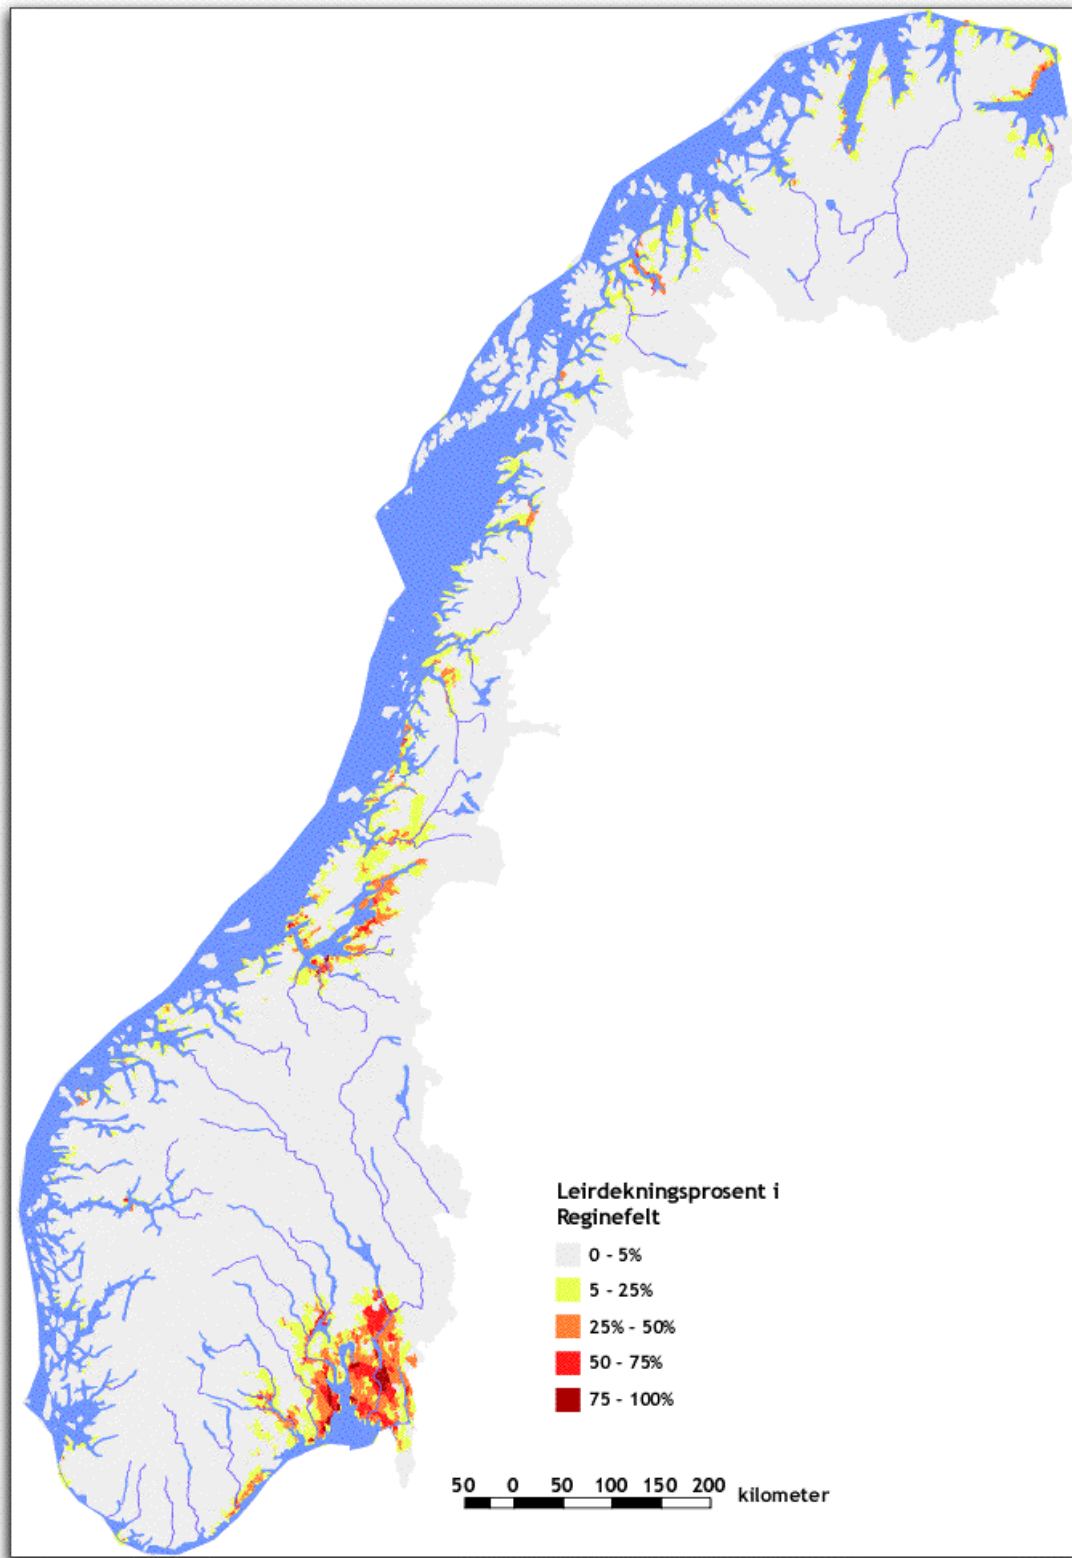 Leirdekningsprosent i
Reginefelt
0 - 5%
5 - 25%
25% - 50%
50 - 75%
75 - 100%
50 0 50 100 150 200
kilometer